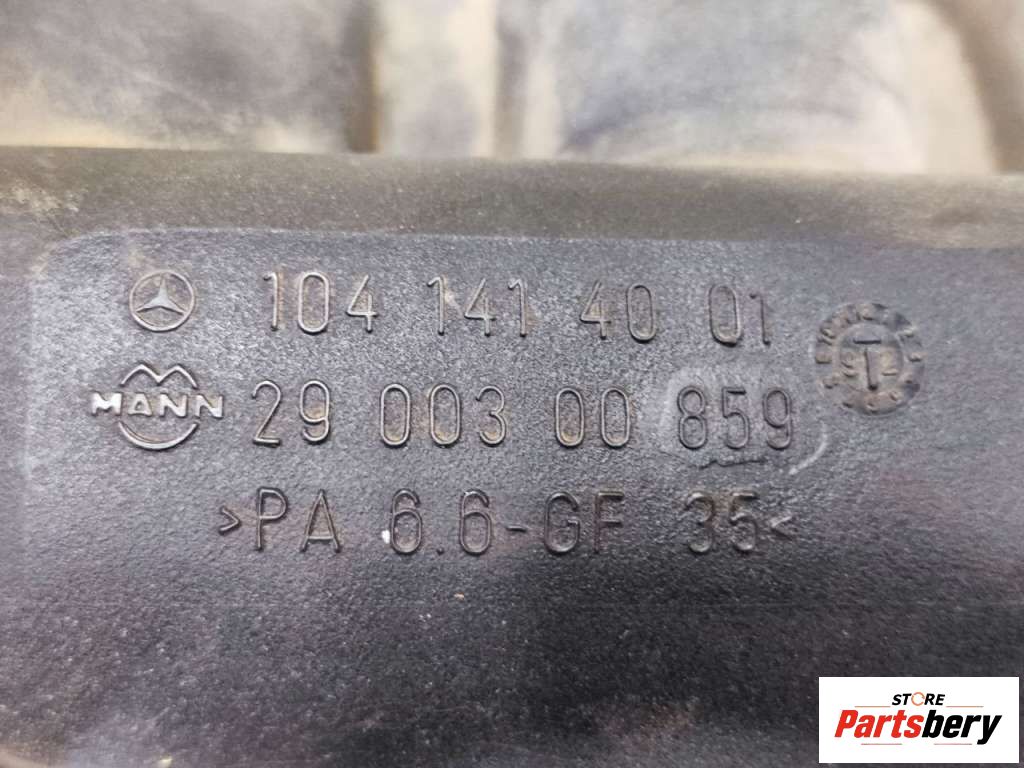 104 141 40 01
MANN 29 003 00 859
>PA 6.6-GF 35<
STORE
Partsbery